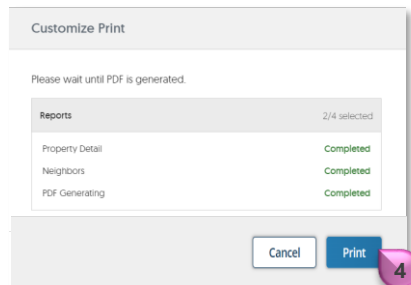 Customize Print
Please wait until PDF is generated.
Reports 2/4 selected
Property Detail Completed
Neighbors Completed
PDF Generating Completed
Cancel Print
4